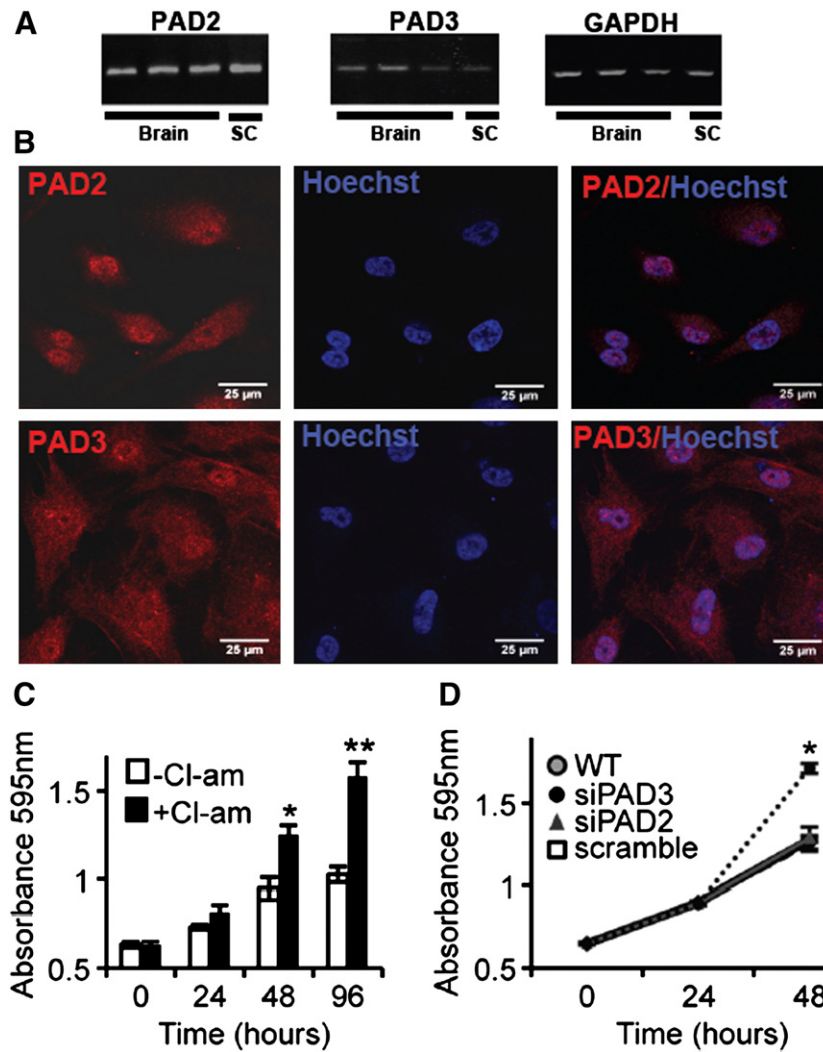 A
PAD2 PAD3 GAPDH
Brain SC Brain SC Brain SC
B
PAD2 Hoechst PAD2/Hoechst
25 µm 25 µm 25 µm
PAD3 Hoechst PAD3/Hoechst
25 µm 25 µm 25 µm
C
Absorbance 595nm
1.5
1
0.5
-Cl-am
+Cl-am
*
**
0 24 48 96
Time (hours)
D
Absorbance 595nm
1.5
1
0.5
WT
siPAD3
siPAD2
scramble
*
0 24 48
Time (hours)